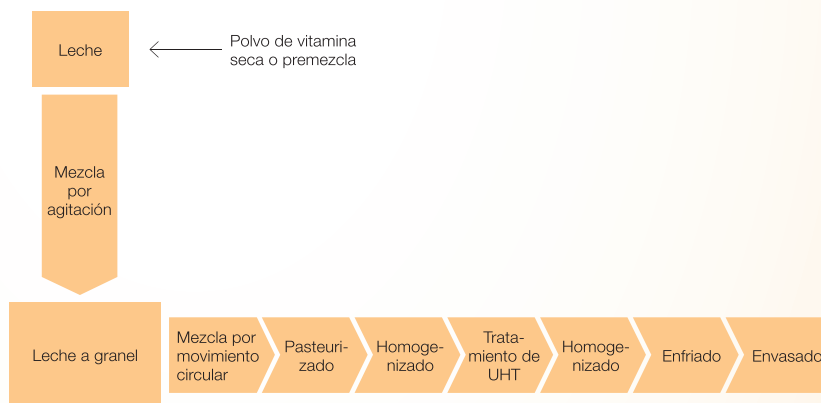 Leche
Polvo de vitamina
seca o premezcla
Mezcla
por
agitación
Leche a granel
Mezcla por
movimiento
circular
Pasteuri-
zado
Homoge-
nizado
Trata-
miento de
UHT
Homoge-
nizado
Enfriado
Envasado